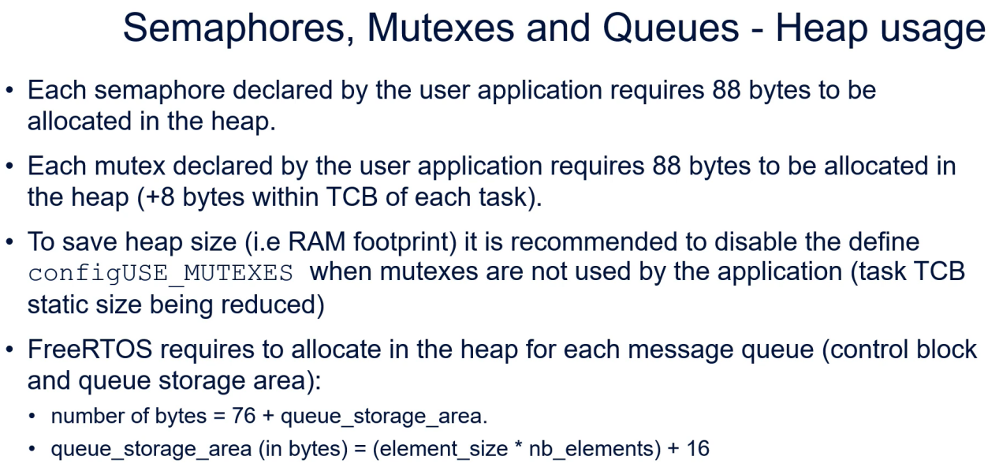 Semaphores, Mutexes and Queues - Heap usage
• Each semaphore declared by the user application requires 88 bytes to be
allocated in the heap.
• Each mutex declared by the user application requires 88 bytes to be allocated in
the heap (+8 bytes within TCB of each task).
• To save heap size (i.e RAM footprint) it is recommended to disable the define
configUSE_MUTEXES when mutexes are not used by the application (task TCB
static size being reduced)
• FreeRTOS requires to allocate in the heap for each message queue (control block
and queue storage area):
• number of bytes = 76 + queue_storage_area.
• queue_storage_area (in bytes) = (element_size * nb_elements) + 16